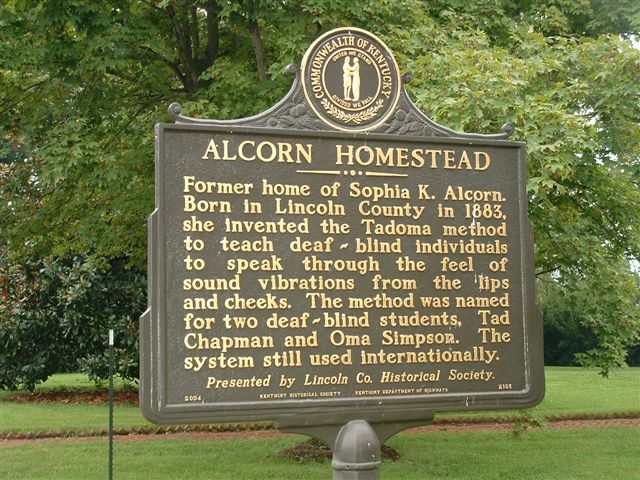 COMMONWEALTH OF KENTUCKY
UNITED WE STAND
DIVIDED WE FALL
ALCORN HOMESTEAD
Former home of Sophia K. Alcorn.
Born in Lincoln County in 1883,
she invented the Tadoma method
to teach deaf~blind individuals
to speak through the feel of
sound vibrations from the lips
and cheeks. The method was named
for two deaf~blind students, Tad
Chapman and Oma Simpson. The
system still used internationally.
Presented by Lincoln Co. Historical Society.
2004 KENTUCKY HISTORICAL SOCIETY KENTUCKY DEPARTMENT OF HIGHWAYS 2135